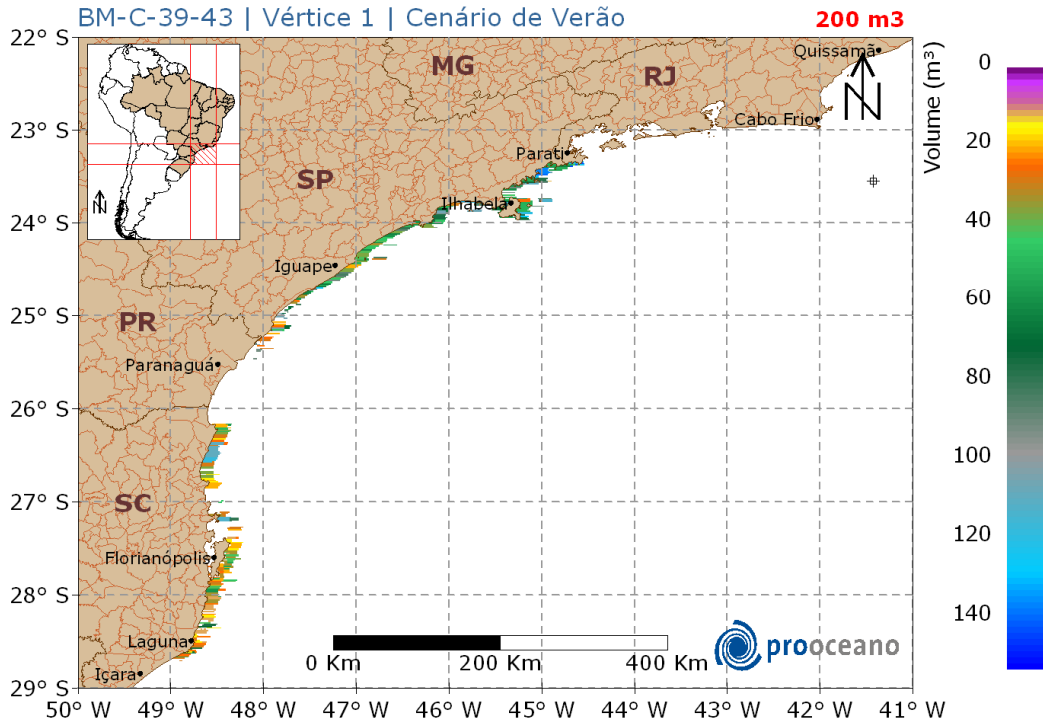 BM-C-39-43 | Vértice 1 | Cenário de Verão
200 m3
22° S
23° S
24° S
25° S
26° S
27° S
28° S
29° S
MG
RJ
SP
PR
SC
Quissamã
Cabo Frio
Parati
Ilhabela
Iguape
Paranaguá
Florianópolis
Laguna
Içara
N
N
0 Km
200 Km
400 Km
prooceano
50° W
49° W
48° W
47° W
46° W
45° W
44° W
43° W
42° W
41° W
Volume (m³)
0
20
40
60
80
100
120
140